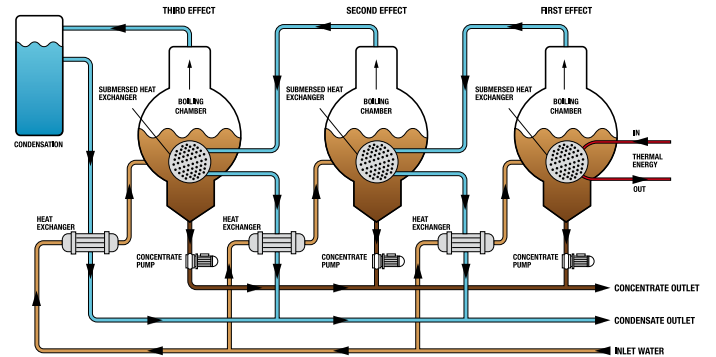 THIRD EFFECT
SECOND EFFECT
FIRST EFFECT
SUBMERSED HEAT
EXCHANGER
BOILING
CHAMBER
SUBMERSED HEAT
EXCHANGER
BOILING
CHAMBER
SUBMERSED HEAT
EXCHANGER
BOILING
CHAMBER
CONDENSATION
IN
THERMAL
ENERGY
OUT
HEAT
EXCHANGER
HEAT
EXCHANGER
HEAT
EXCHANGER
CONCENTRATE
PUMP
CONCENTRATE
PUMP
CONCENTRATE
PUMP
CONCENTRATE OUTLET
CONDENSATE OUTLET
INLET WATER